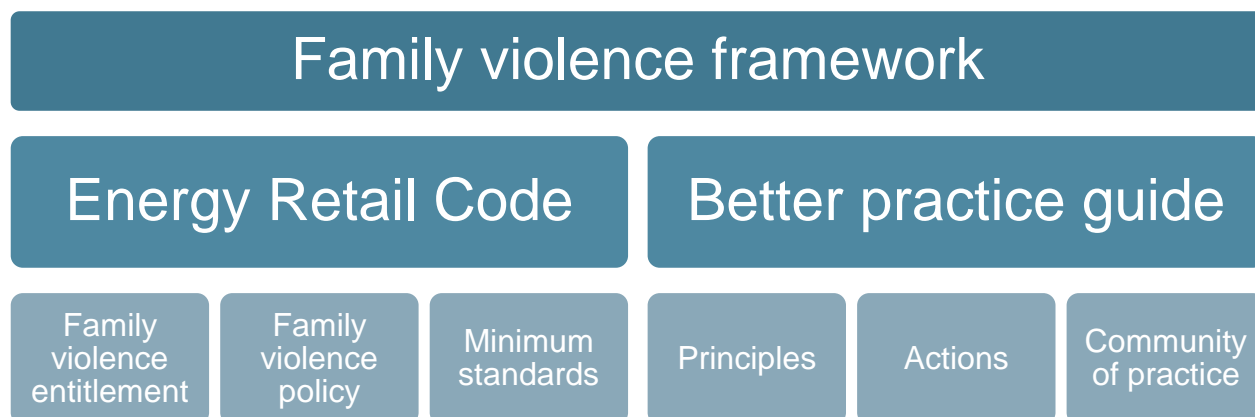 Family violence framework
Energy Retail Code
Better practice guide
Family
violence
entitlement
Family
violence
policy
Minimum
standards
Principles
Actions
Community
of practice